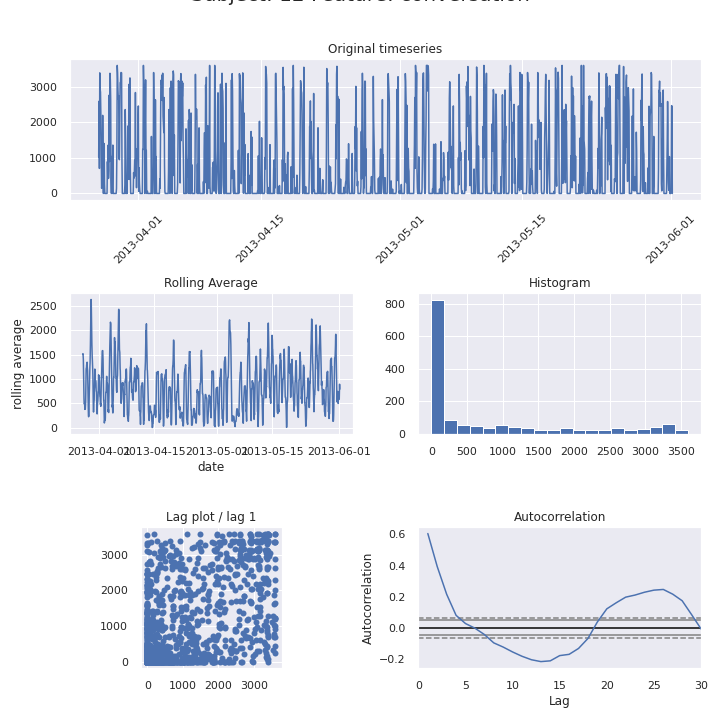 Original timeseries
3000
2000
1000
0
2013-04-01
2013-04-15
2013-05-01
2013-05-15
2013-06-01
Rolling Average
2500
2000
1500
1000
500
0
rolling average
2013-04-01 2013-04-15 2013-05-01 2013-05-15 2013-06-01
date
Histogram
800
600
400
200
0
0 500 1000 1500 2000 2500 3000 3500
Lag plot / lag 1
3000
2000
1000
0
0 1000 2000 3000
Autocorrelation
0.6
0.4
0.2
0.0
−0.2
Autocorrelation
0 5 10 15 20 25 30
Lag